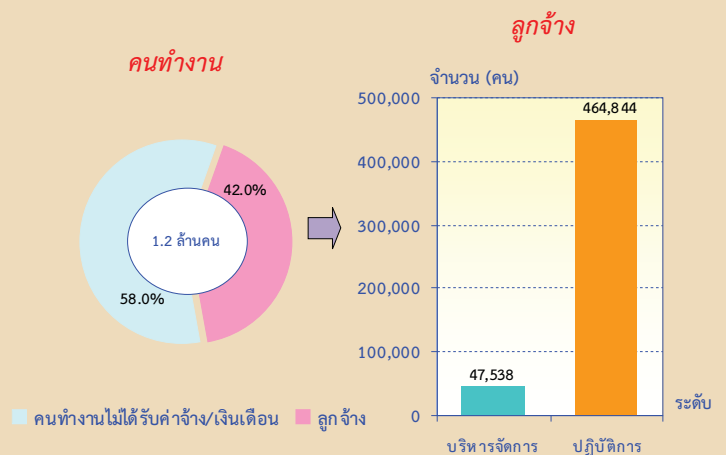 คนทำงาน
42.0%
1.2 ล้านคน
58.0%
คนทำงานไม่ได้รับค่าจ้าง/เงินเดือน
ลูกจ้าง
ลูกจ้าง
จำนวน (คน)
500,000
400,000
300,000
200,000
100,000
0
464,844
47,538
ระดับ
บริหารจัดการ
ปฏิบัติการ